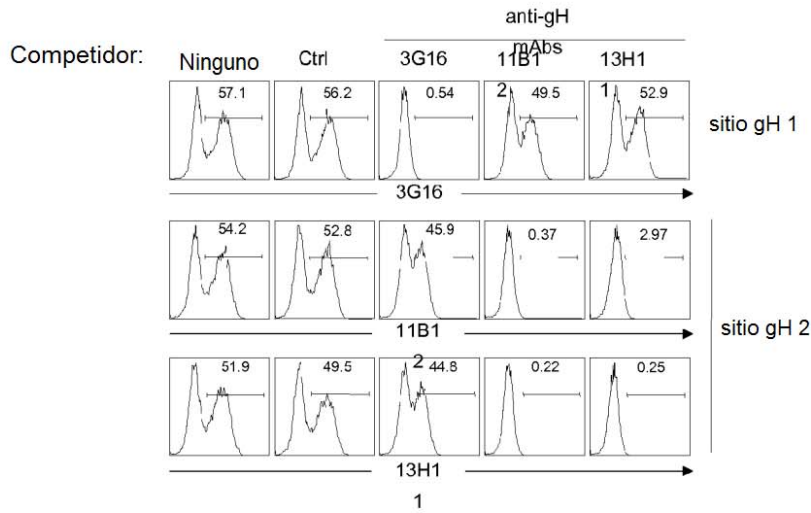 anti-gH
mAbs
Competidor:
Ninguno
Ctrl
3G16
11B1
2
13H1
1
57.1
56.2
0.54
49.5
52.9
sitio gH 1
3G16
54.2
52.8
45.9
0.37
2.97
11B1
2
sitio gH 2
51.9
49.5
44.8
0.22
0.25
13H1
1